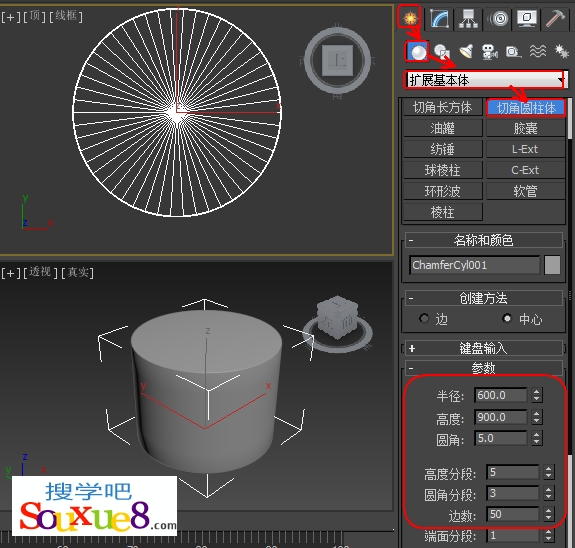 [+][顶][线框]
上
y
z
x
扩展基本体
切角长方体 切角圆柱体
油罐 胶囊
纺锤 L-Ext
球棱柱 C-Ext
环形波 软管
棱柱
- 名称和颜色
ChamferCyl001
- 创建方法
边 中心
+ 键盘输入
- 参数
半径: 600.0
高度: 900.0
圆角: 5.0
高度分段: 5
圆角分段: 3
边数: 50
端面分段: 1
[+][透视][真实]
z
y
x
z
y
搜学吧
Souxue8.com